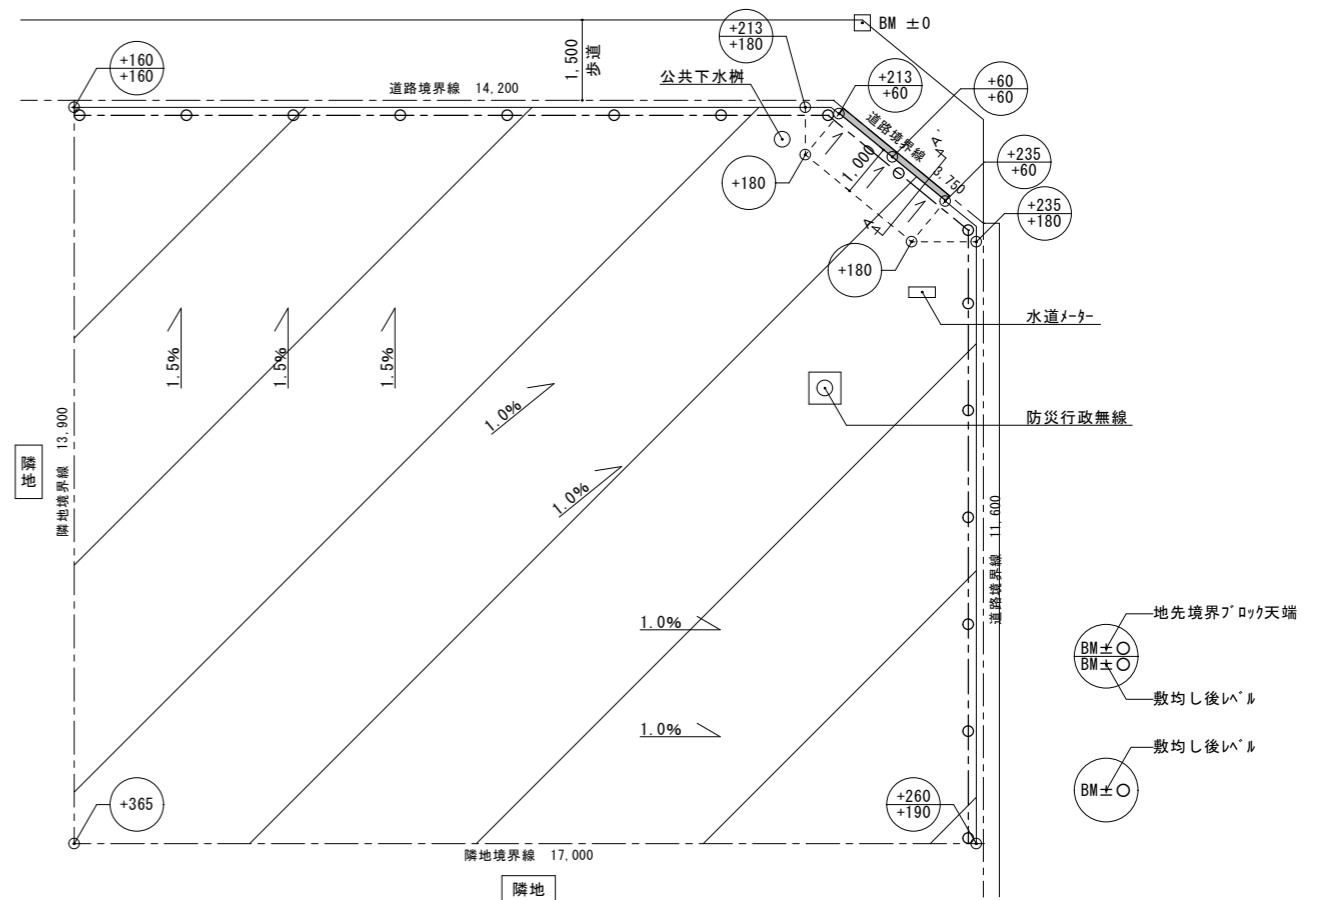 BM ±0
+213
+180
+160
+160
1,500
歩道
公共下水桝
+213
+60
+60
+60
道路境界線 14,200
道路境界線 3,750
A
A'
1,000
+235
+60
+180
+235
+180
+180
水道メーター
1.5%
1.5%
1.5%
1.0%
防災行政無線
隣地
隣地境界線 13,900
1.0%
道路境界線 11,600
1.0%
地先境界ブロック天端
BM±○
BM±○
敷均し後レベル
1.0%
敷均し後レベル
BM±○
+365
+260
+190
隣地境界線 17,000
隣地